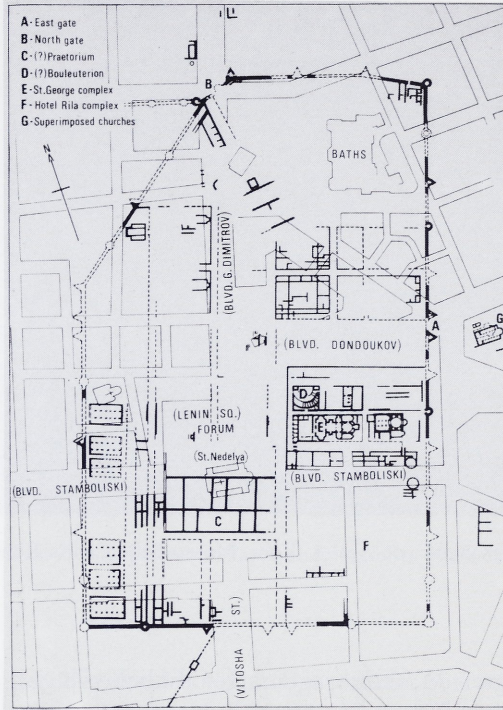 A - East gate
B - North gate
C - (?)Praetorium
D - (?)Bouleuterion
E - St.George complex
F - Hotel Rila complex
G - Superimposed churches
N
B
BATHS
IF
(BLVD. G. DIMITROV)
A
G
(BLVD. DONDOUKOV)
D
(LENIN SQ.)
FORUM
E
(St.Nedelya)
(BLVD. STAMBOLISKI)
(BLVD. STAMBOLISKI)
C
F
(VITOSHA ST.)